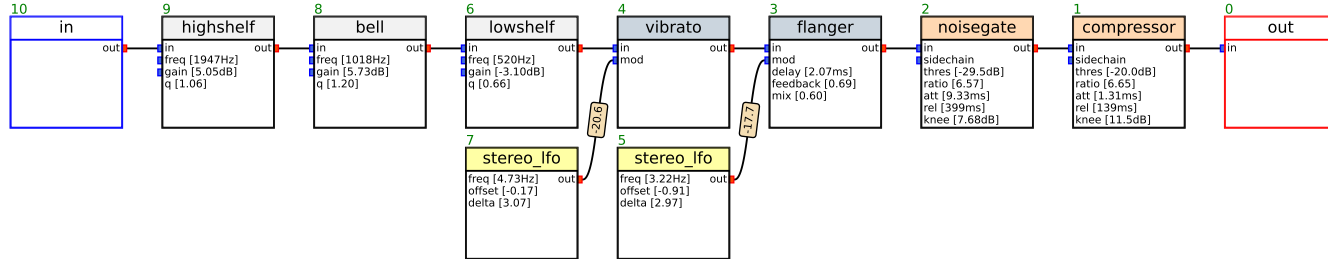 10
in
out
9
highshelf
in out
freq [1947Hz]
gain [5.05dB]
q [1.06]
8
bell
in out
freq [1018Hz]
gain [5.73dB]
q [1.20]
6
lowshelf
in out
freq [520Hz]
gain [-3.10dB]
q [0.66]
4
vibrato
in out
mod
3
flanger
in out
mod
delay [2.07ms]
feedback [0.69]
mix [0.60]
2
noisegate
in out
sidechain
thres [-29.5dB]
ratio [6.57]
att [9.33ms]
rel [399ms]
knee [7.68dB]
1
compressor
in out
sidechain
thres [-20.0dB]
ratio [6.65]
att [1.31ms]
rel [139ms]
knee [11.5dB]
0
out
in
-20.6
-17.7
7
stereo_lfo
freq [4.73Hz] out
offset [-0.17]
delta [3.07]
5
stereo_lfo
freq [3.22Hz] out
offset [-0.91]
delta [2.97]